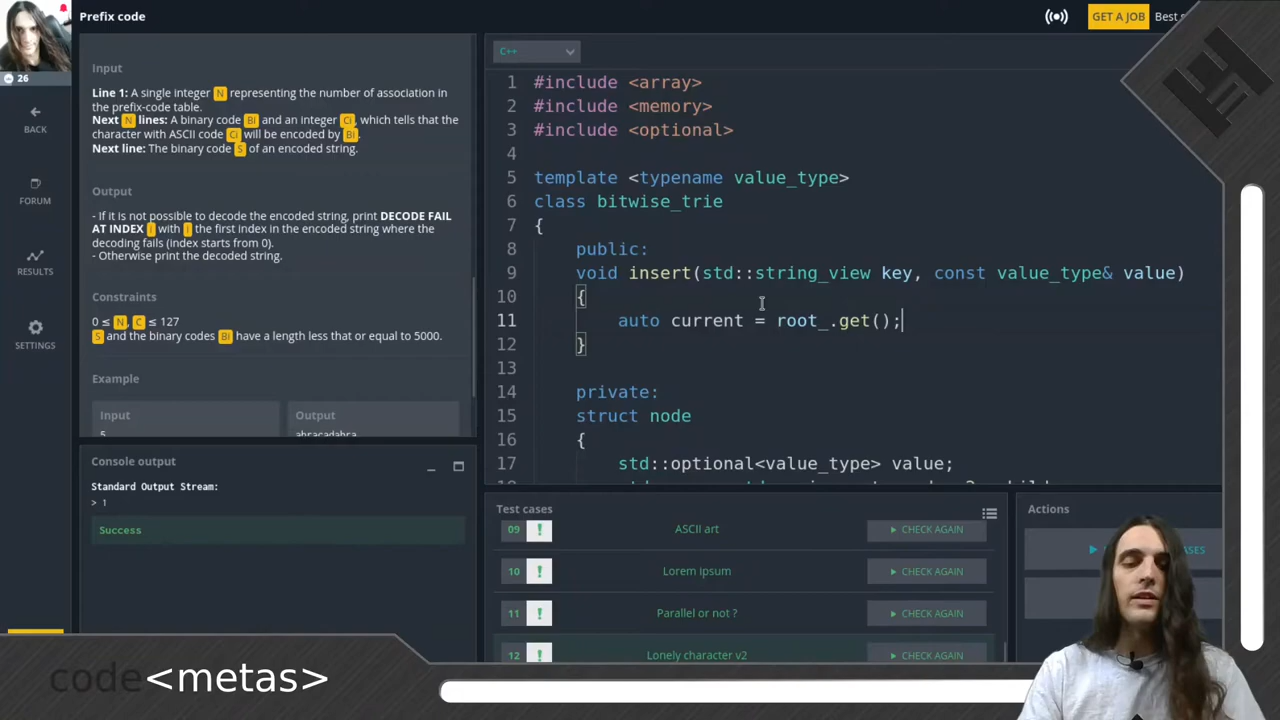 Prefix code
GET A JOB
Best
26
BACK
FORUM
RESULTS
SETTINGS
Input
Line 1: A single integer N representing the number of association in
the prefix-code table.
Next N lines: A binary code Bi and an integer Ci, which tells that the
character with ASCII code Ci will be encoded by Bi.
Next line: The binary code S of an encoded string.
Output
- If it is not possible to decode the encoded string, print DECODE FAIL
AT INDEX i with i the first index in the encoded string where the
decoding fails (index starts from 0).
- Otherwise print the decoded string.
Constraints
0 ≤ N, C ≤ 127
S and the binary codes Bi have a length less that or equal to 5000.
Example
Input
5
Output
abracadabra
Console output
Standard Output Stream:
> 1
Success
C++
1 #include <array>
2 #include <memory>
3 #include <optional>
4
5 template <typename value_type>
6 class bitwise_trie
7 {
8 public:
9 void insert(std::string_view key, const value_type& value)
10 {
11 auto current = root_.get();
12 }
13
14 private:
15 struct node
16 {
17 std::optional<value_type> value;
Test cases
09 ! ASCII art CHECK AGAIN
10 ! Lorem ipsum CHECK AGAIN
11 ! Parallel or not ? CHECK AGAIN
12 ! Lonely character v2 CHECK AGAIN
Actions
code<metas>